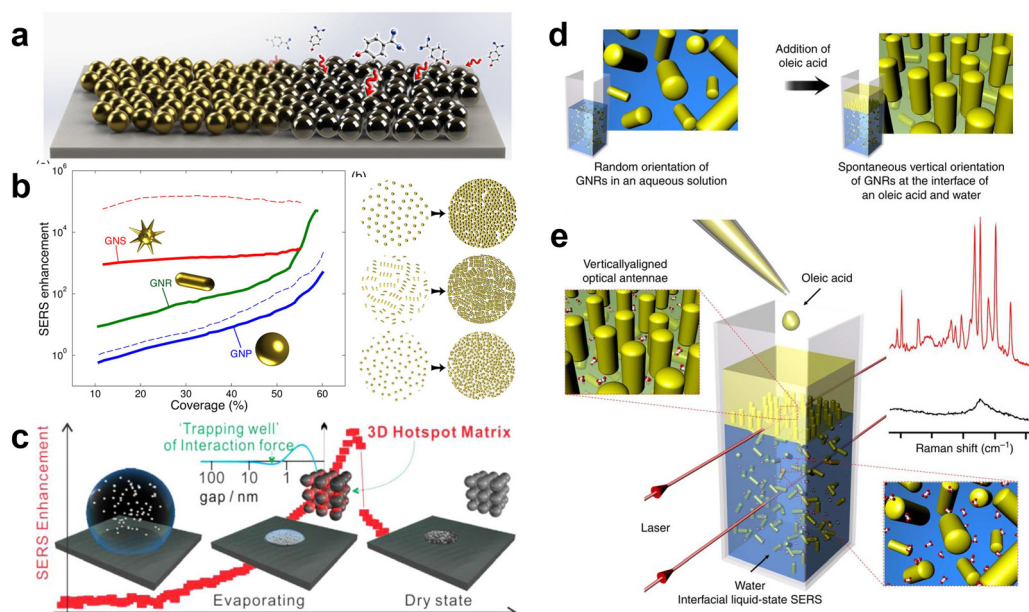 a
b
(b)
10⁶
10⁴
10²
10⁰
SERS enhancement
GNS
GNR
GNP
10
20
30
40
50
60
Coverage (%)
c
'Trapping well'
of Interaction force
3D Hotspot Matrix
100
10
1
gap / nm
SERS Enhancement
Evaporating
Dry state
d
Addition of
oleic acid
Random orientation of
GNRs in an aqueous solution
Spontaneous vertical orientation
of GNRs at the interface of
an oleic acid and water
e
Verticallyaligned
optical antennae
Oleic acid
Raman shift (cm⁻¹)
Laser
Water
Interfacial liquid-state SERS